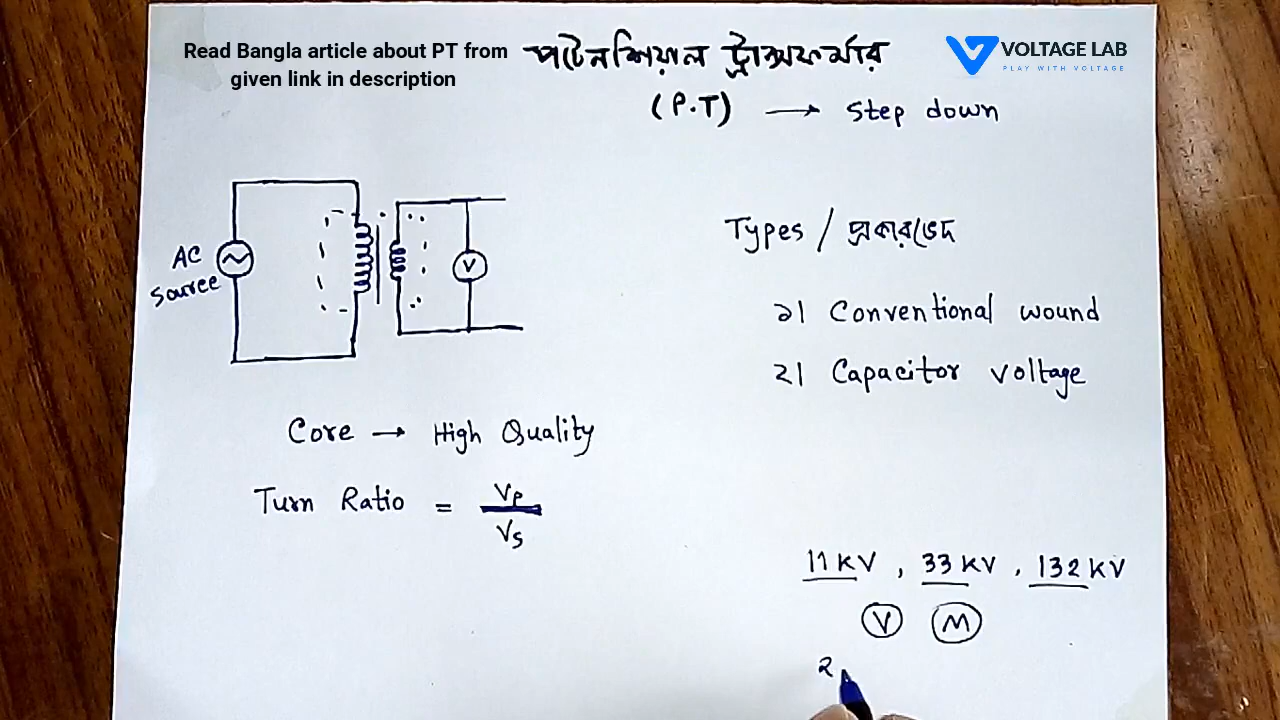 Read Bangla article about PT from
given link in description
পটেনশিয়াল ট্রান্সফর্মার
(P.T) → Step down
VOLTAGE LAB
PLAY WITH VOLTAGE
AC
Source
V
Types / প্রকারভেদ
১। Conventional wound
২। Capacitor voltage
Core → High Quality
Turn Ratio = VP
VS
11 KV , 33 KV , 132 KV
V M
2